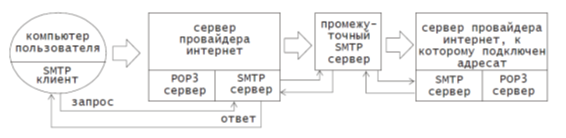 компьютер
пользователя
SMTP
клиент
сервер
провайдера
интернет
POP3
сервер
SMTP
сервер
промежу-
точный
SMTP
сервер
сервер провайдера
интернет, к
которому подключен
адресат
SMTP
сервер
POP3
сервер
запрос
ответ